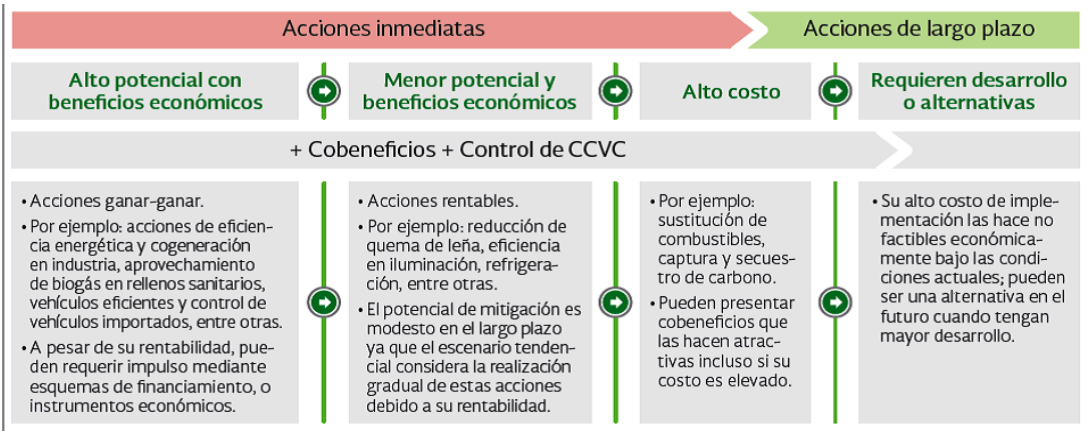 Acciones inmediatas
Acciones de largo plazo
Alto potencial con
beneficios económicos
Menor potencial y
beneficios económicos
Alto costo
Requieren desarrollo
o alternativas
+ Cobeneficios + Control de CCVC
• Acciones ganar-ganar.
• Por ejemplo: acciones de eficien-
cia energética y cogeneración
en industria, aprovechamiento
de biogás en rellenos sanitarios,
vehículos eficientes y control de
vehículos importados, entre otras.
• A pesar de su rentabilidad, pue-
den requerir impulso mediante
esquemas de financiamiento, o
instrumentos económicos.
• Acciones rentables.
• Por ejemplo: reducción de
quema de leña, eficiencia
en iluminación, refrigera-
ción, entre otras.
• El potencial de mitigación es
modesto en el largo plazo
ya que el escenario tenden-
cial considera la realización
gradual de estas acciones
debido a su rentabilidad.
• Por ejemplo:
sustitución de
combustibles,
captura y secues-
tro de carbono.
• Pueden presentar
cobeneficios que
las hacen atrac-
tivas incluso si su
costo es elevado.
• Su alto costo de imple-
mentación las hace no
factibles económica-
mente bajo las condi-
ciones actuales; pueden
ser una alternativa en el
futuro cuando tengan
mayor desarrollo.